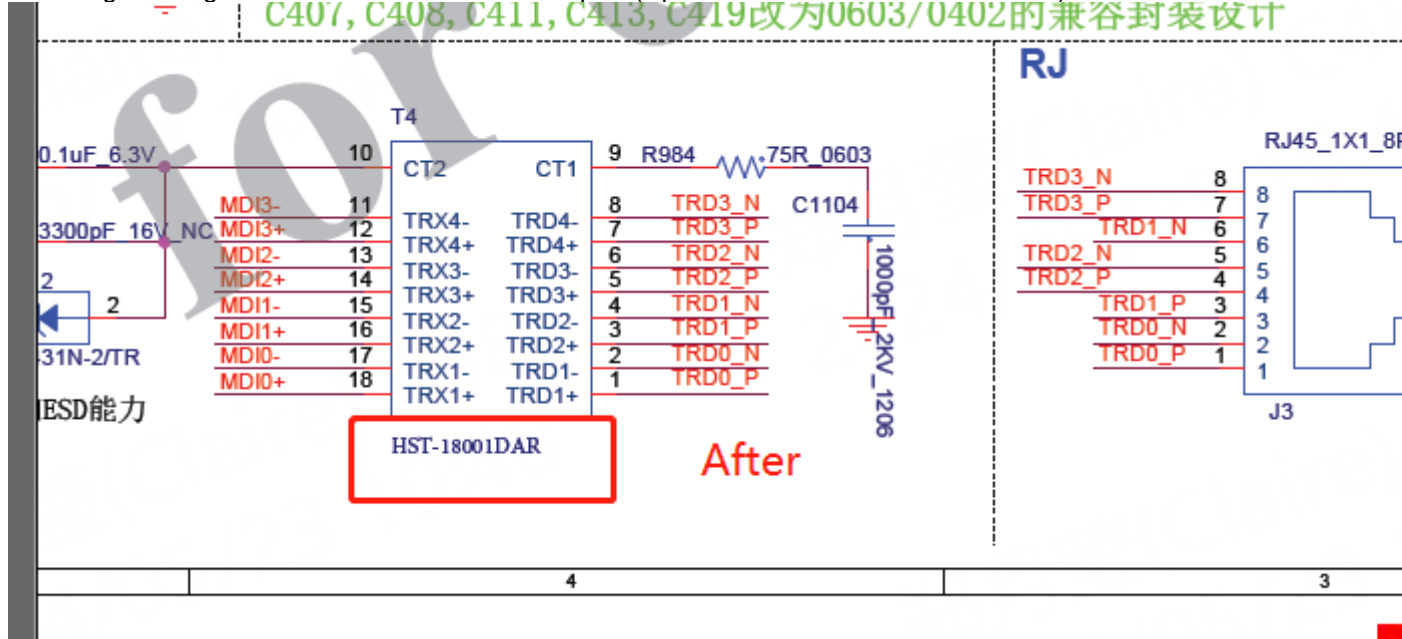 C407, C408, C411, C413, C419改为0603/0402的兼容封装设计
for
RJ
T4
0.1uF_6.3V
10
CT2
CT1
9
R984
75R_0603
RJ45_1X1_8P
MDI3-
11
TRX4-
TRD4-
8
TRD3_N
C1104
3300pF_16V_NC
MDI3+
12
TRX4+
TRD4+
7
TRD3_P
MDI2-
13
TRX3-
TRD3-
6
TRD2_N
MDI2+
14
TRX3+
TRD3+
5
TRD2_P
MDI1-
15
TRX2-
TRD2-
4
TRD1_N
MDI1+
16
TRX2+
TRD2+
3
TRD1_P
MDI0-
17
TRX1-
TRD1-
2
TRD0_N
MDI0+
18
TRX1+
TRD1+
1
TRD0_P
1000pF_2KV_1206
2
2
431N-2/TR
ESD能力
HST-18001DAR
After
TRD3_N
8
8
TRD3_P
7
7
TRD1_N
6
6
TRD2_N
5
5
TRD2_P
4
4
TRD1_P
3
3
TRD0_N
2
2
TRD0_P
1
1
J3
4
3